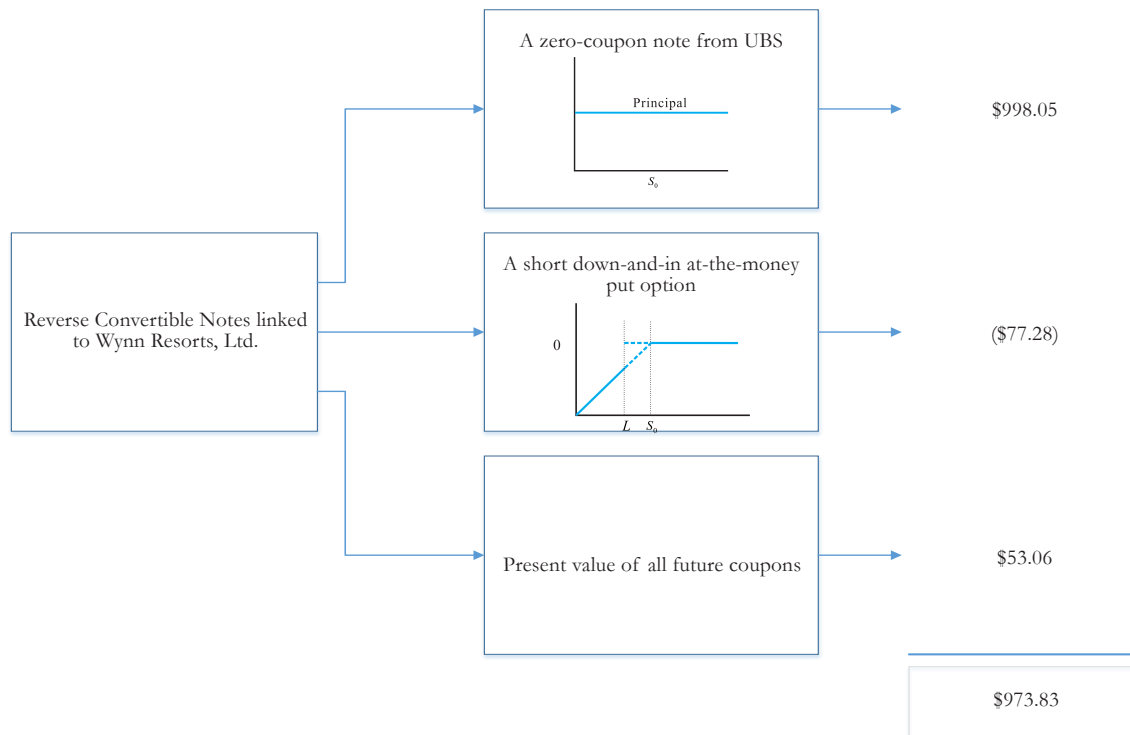 A zero-coupon note from UBS
Principal
S₀
$998.05
Reverse Convertible Notes linked
to Wynn Resorts, Ltd.
A short down-and-in at-the-money
put option
0
L S₀
($77.28)
Present value of all future coupons
$53.06
$973.83